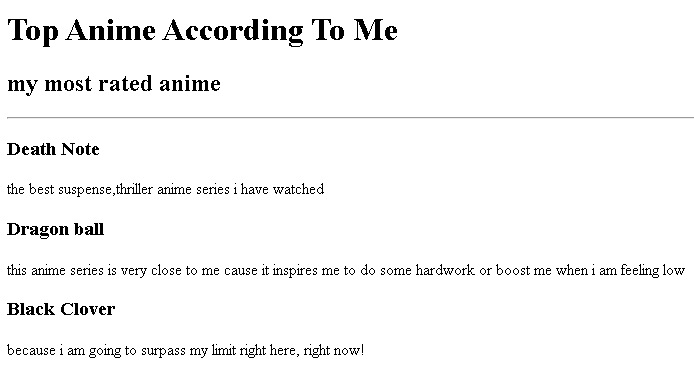 Top Anime According To Me
my most rated anime
Death Note
the best suspense,thriller anime series i have watched
Dragon ball
this anime series is very close to me cause it inspires me to do some hardwork or boost me when i am feeling low
Black Clover
because i am going to surpass my limit right here, right now!